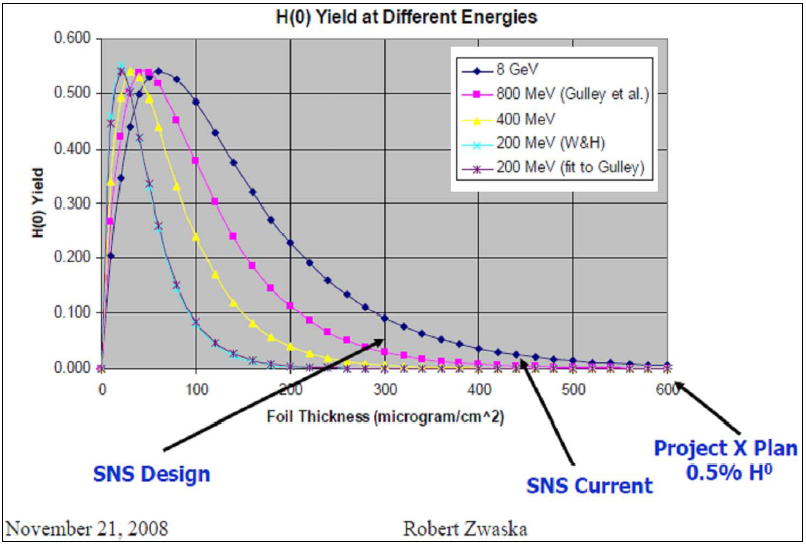 H(0) Yield at Different Energies
0.600
0.500
0.400
0.300
0.200
0.100
0.000
H(0) Yield
8 GeV
800 MeV (Gulley et al.)
400 MeV
200 MeV (W&H)
200 MeV (fit to Gulley)
0 100 200 300 400 500 600
Foil Thickness (microgram/cm^2)
SNS Design
SNS Current
Project X Plan
0.5% H⁰
November 21, 2008
Robert Zwaska